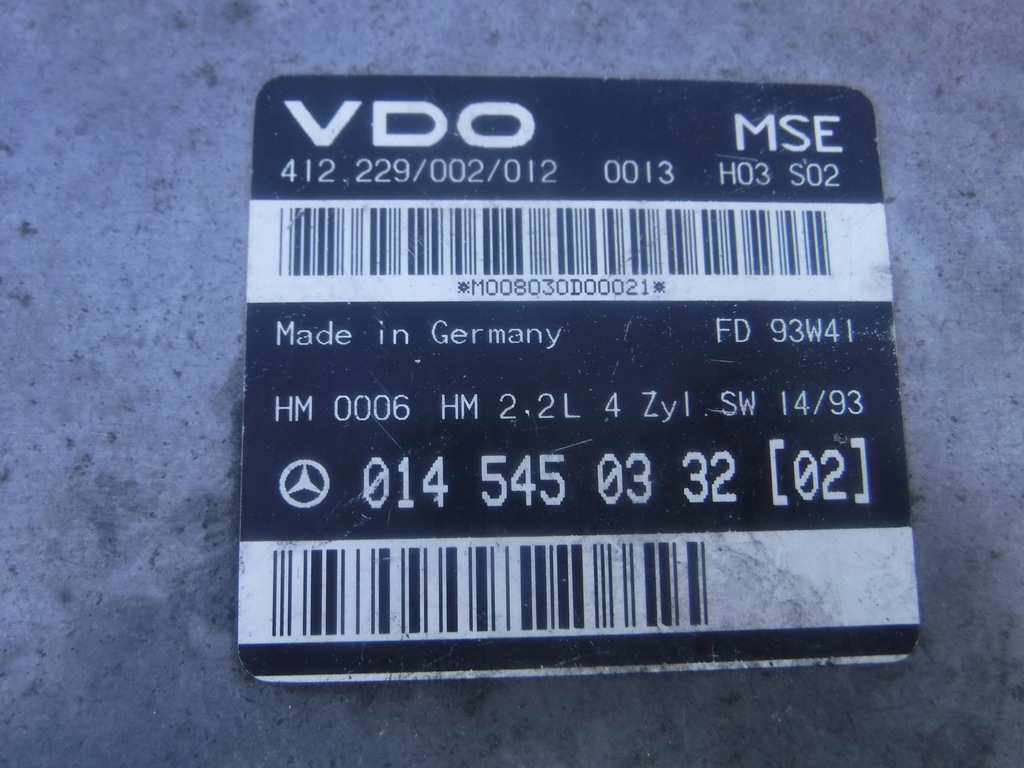 VDO MSE
412.229/002/012 0013 H03 S02
*M008030D00021*
Made in Germany FD 93W41
HM 0006 HM 2.2L 4 Zyl SW 14/93
014 545 03 32 [02]